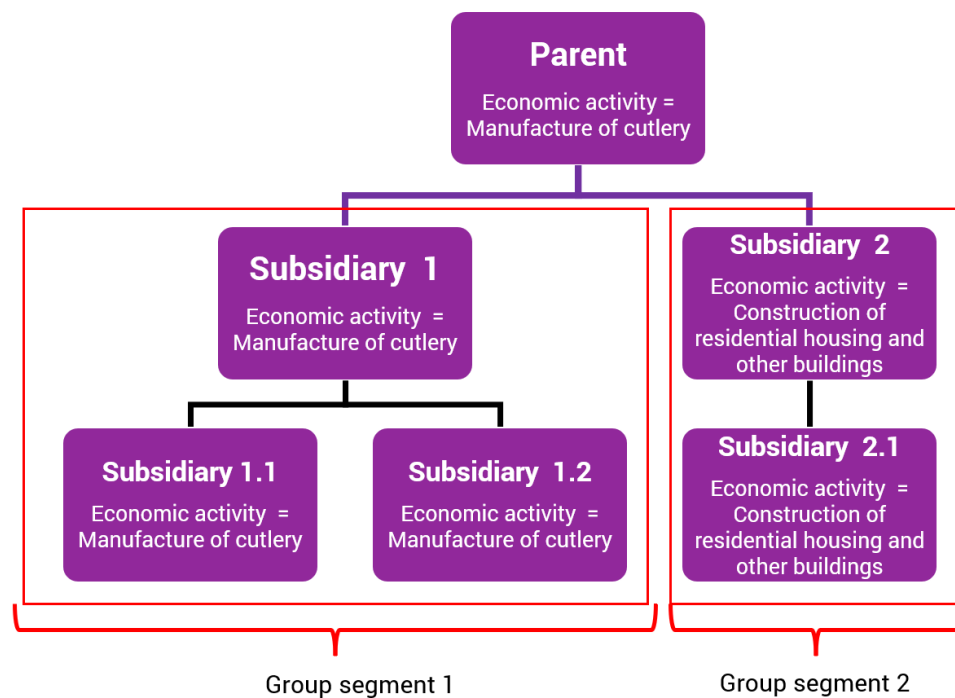 Parent
Economic activity =
Manufacture of cutlery
Subsidiary 1
Economic activity =
Manufacture of cutlery
Subsidiary 2
Economic activity =
Construction of
residential housing and
other buildings
Subsidiary 1.1
Economic activity =
Manufacture of cutlery
Subsidiary 1.2
Economic activity =
Manufacture of cutlery
Subsidiary 2.1
Economic activity =
Construction of
residential housing and
other buildings
Group segment 1
Group segment 2